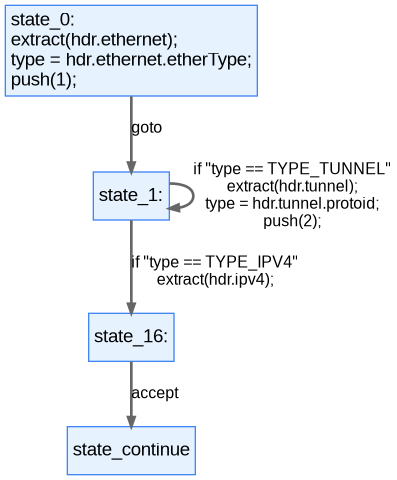 state_0:
extract(hdr.ethernet);
type = hdr.ethernet.etherType;
push(1);
goto
state_1:
if "type == TYPE_TUNNEL"
extract(hdr.tunnel);
type = hdr.tunnel.protoid;
push(2);
if "type == TYPE_IPV4"
extract(hdr.ipv4);
state_16:
accept
state_continue